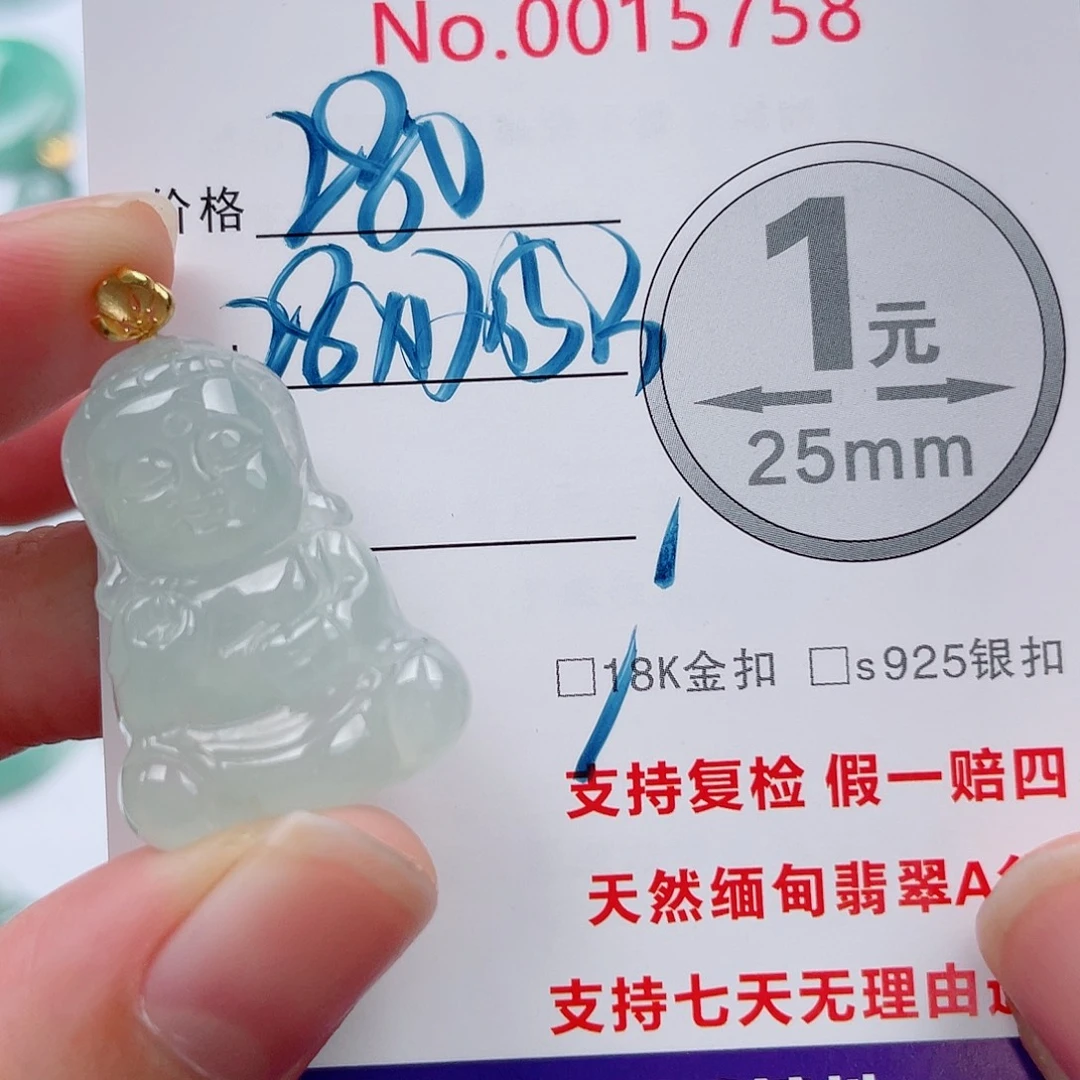 No.0015758
价格
1元
25mm
□18K金扣 □s925银扣
支持复检 假一赔四
天然缅甸翡翠A
支持七天无理由